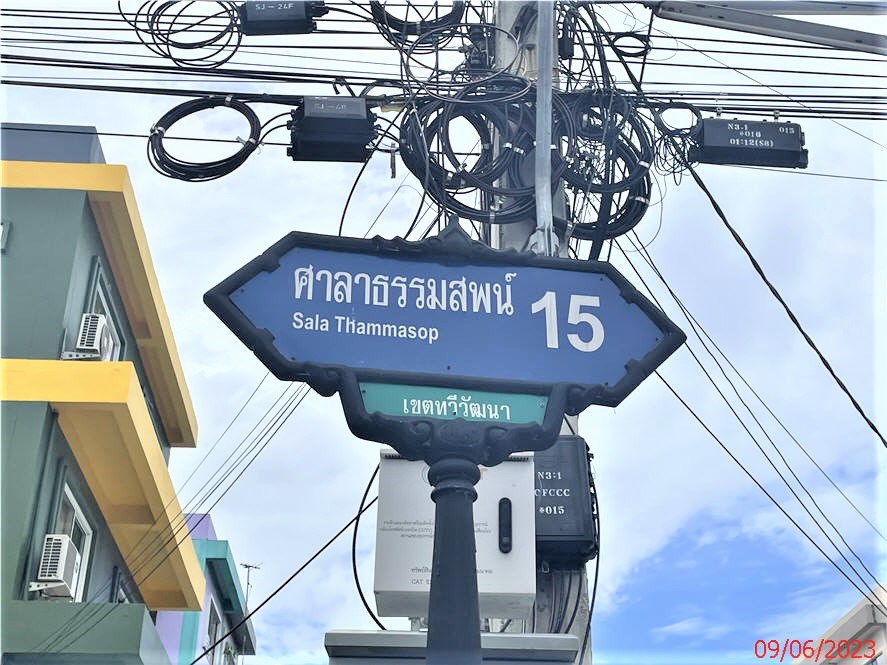 SJ-24F
SJ-4F
N3-1 015
*016
01:12(S8)
ศาลาธรรมสพน์ 15
Sala Thammasop
เขตทวีวัฒนา
N3:1
CFCCC
*015
09/06/2023